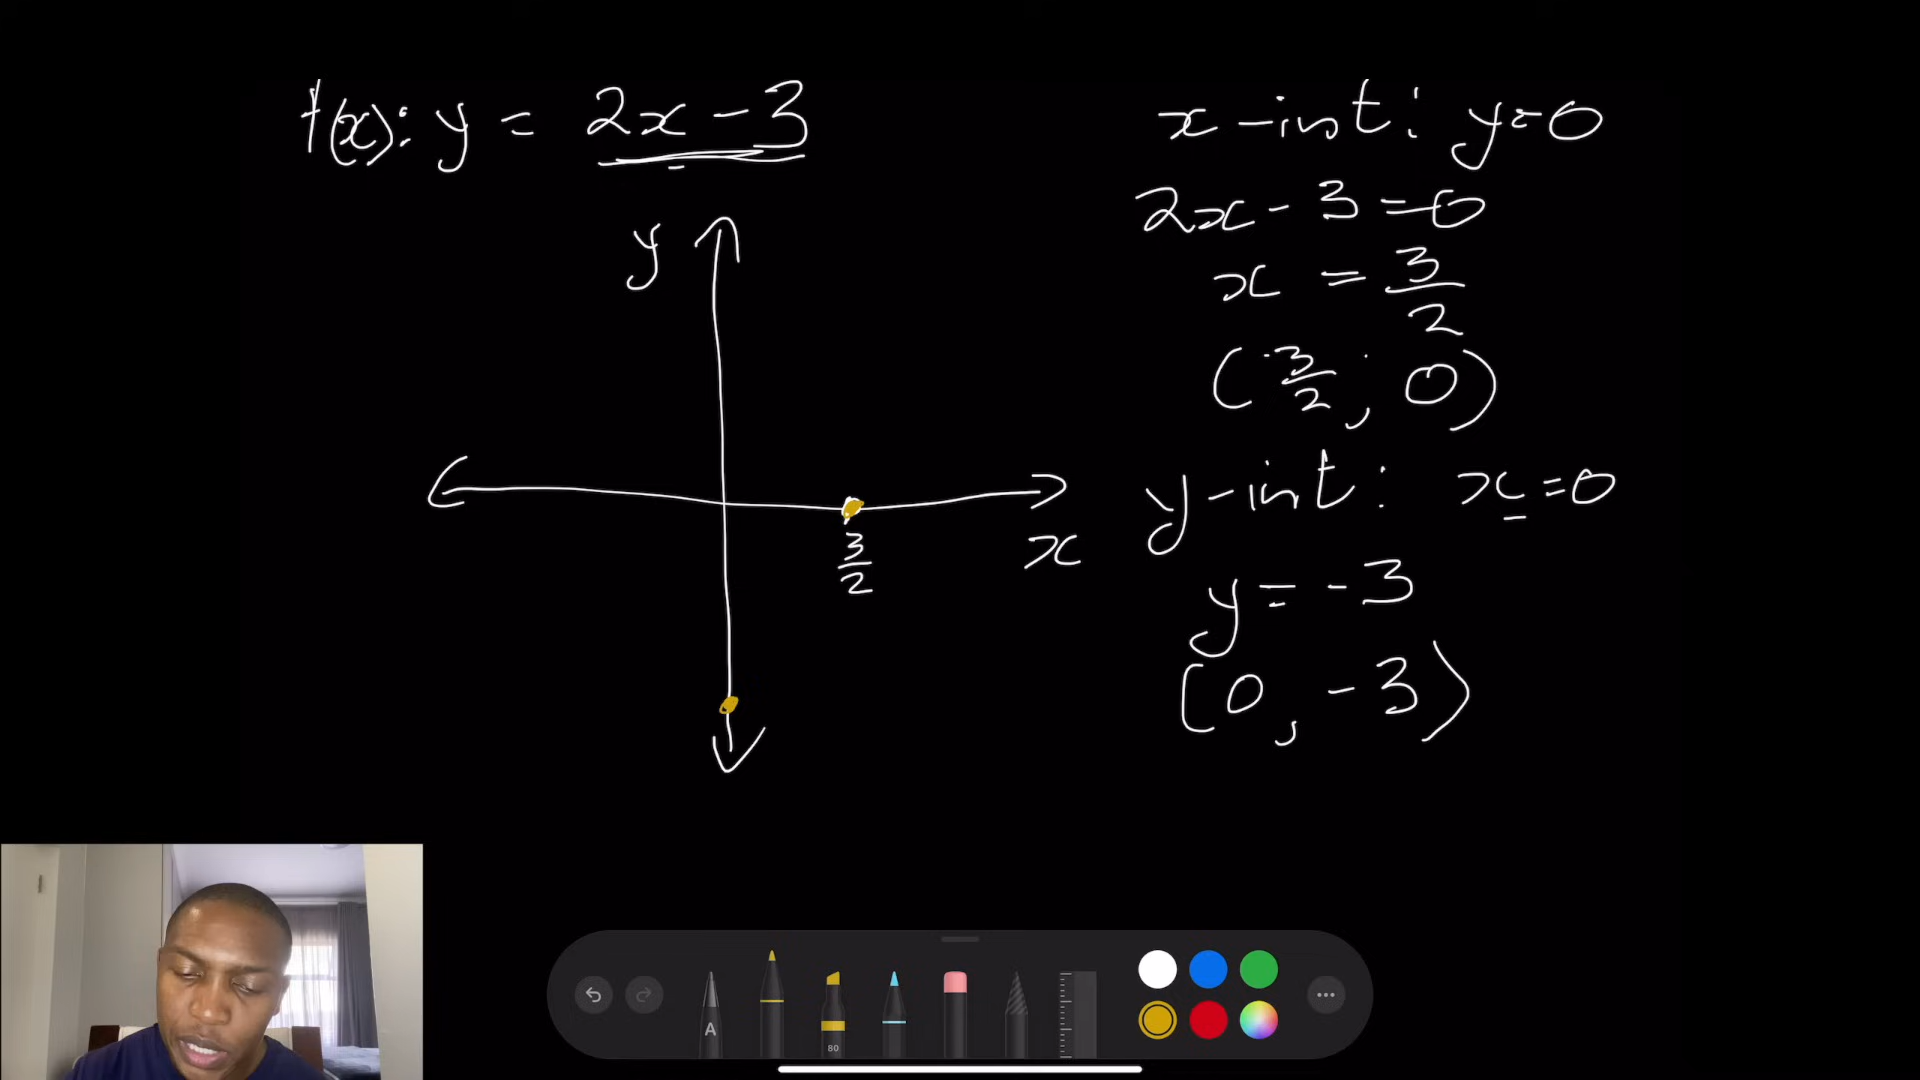 f(x): y = 2x - 3
y
3/2
x
x-int: y=0
2x - 3 = 0
x = 3/2
(3/2; 0)
y-int: x=0
y = -3
(0, -3)
A
80